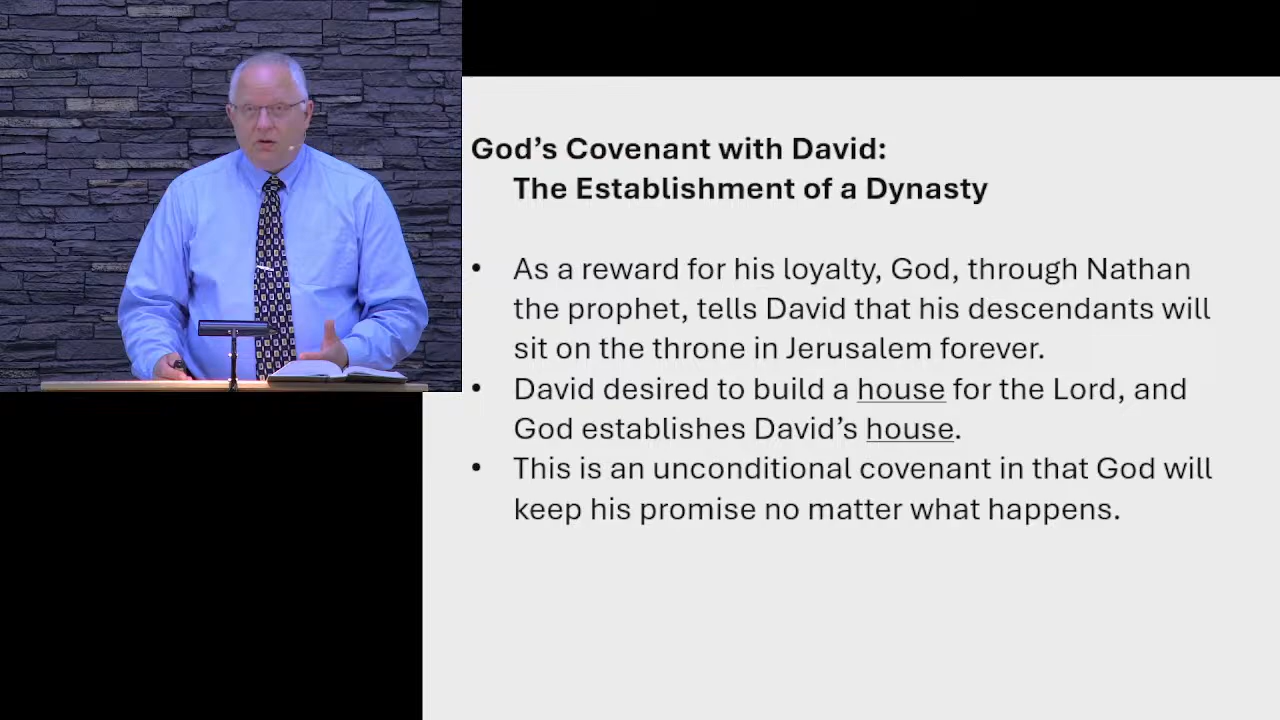 God’s Covenant with David:
The Establishment of a Dynasty
• As a reward for his loyalty, God, through Nathan
the prophet, tells David that his descendants will
sit on the throne in Jerusalem forever.
• David desired to build a house for the Lord, and
God establishes David’s house.
• This is an unconditional covenant in that God will
keep his promise no matter what happens.